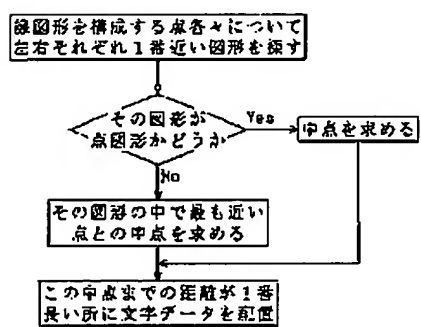 線図形を構成する点各々について
左右それぞれ1番近い図形を探す
その図形が
点図形かどうか
Yes
中点を求める
No
その図形の中で最も近い
点との中点を求める
この中点までの距離が1番
長い所に文字データを配置